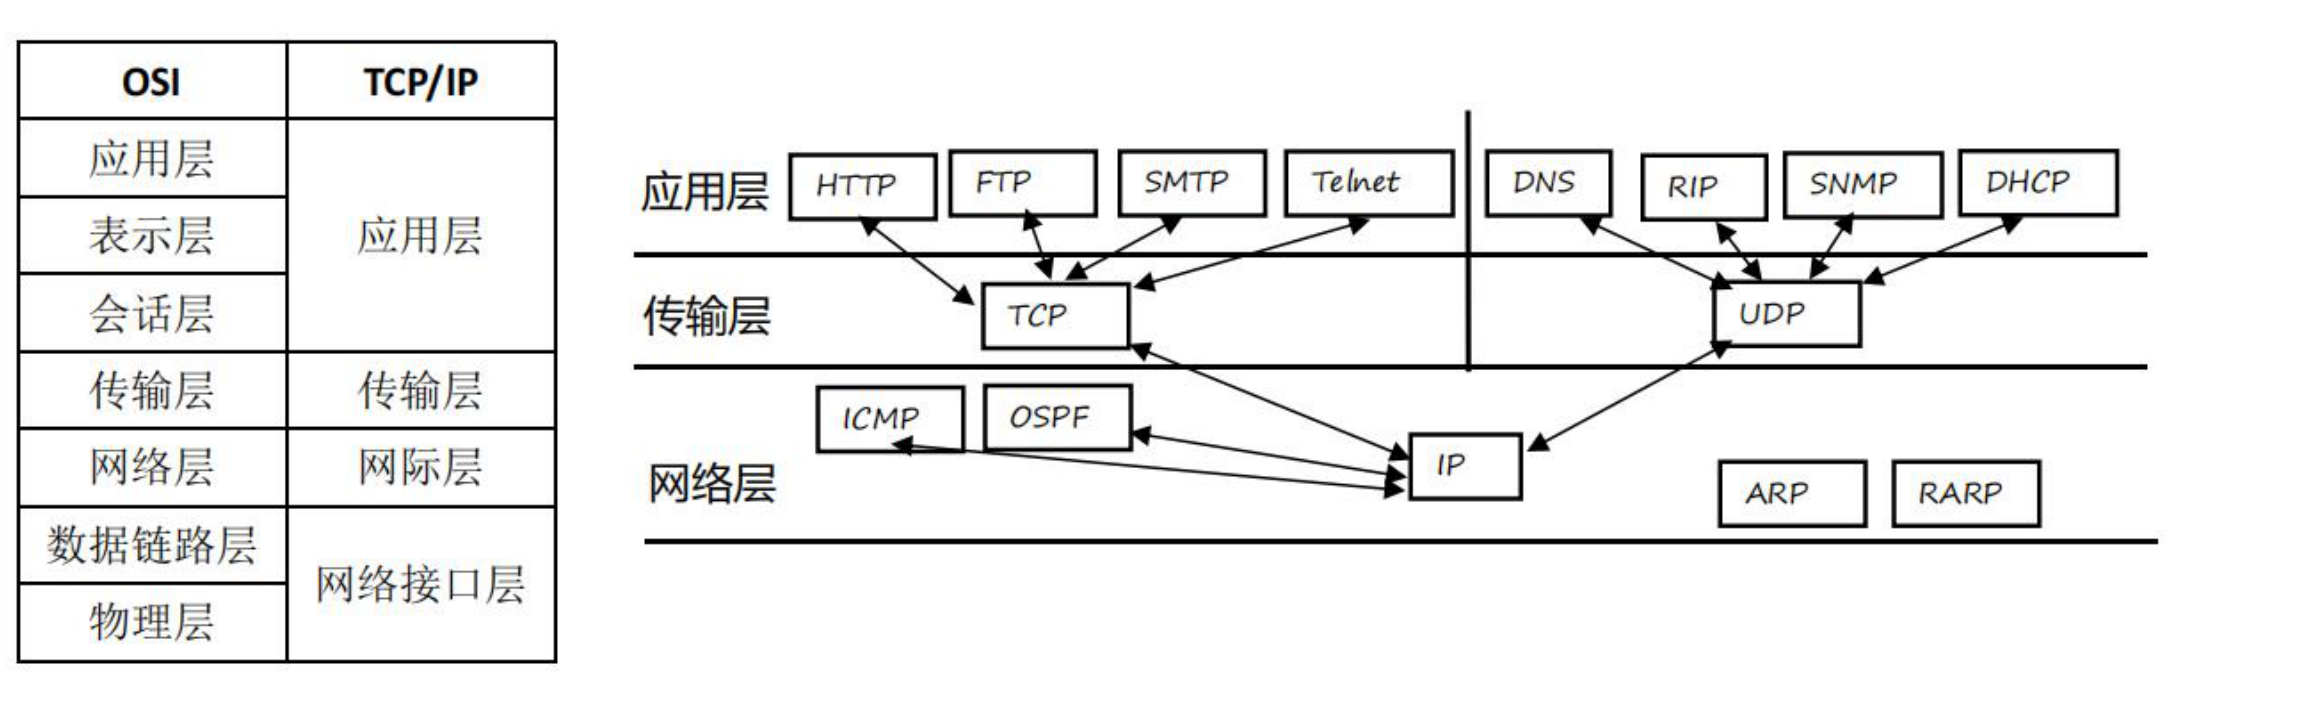 OSI TCP/IP
应用层
表示层
会话层
应用层
传输层 传输层
网络层 网际层
数据链路层
物理层
网络接口层
应用层 HTTP FTP SMTP Telnet DNS RIP SNMP DHCP
传输层 TCP UDP
ICMP OSPF
网络层 IP ARP RARP